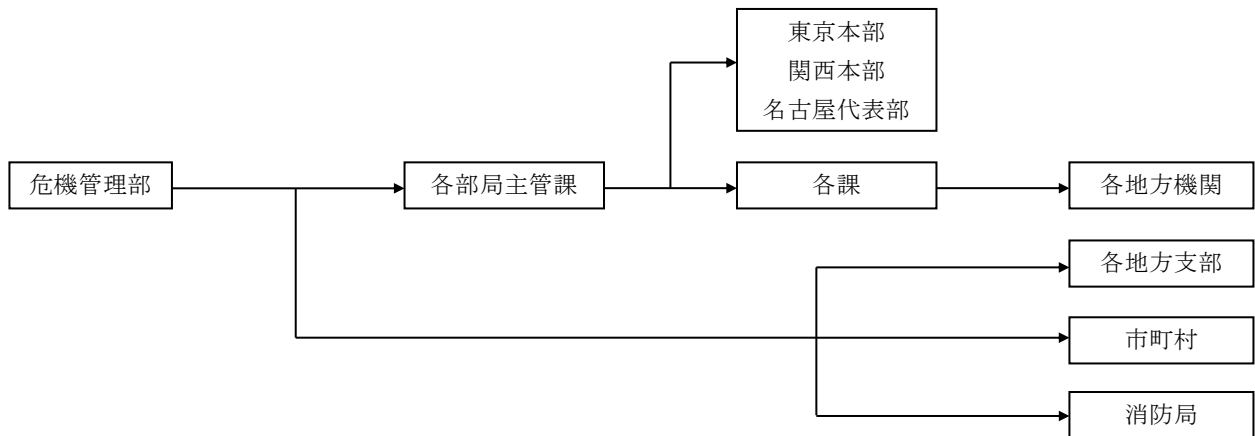 東京本部
関西本部
名古屋代表部
危機管理部
各部局主管課
各課
各地方機関
各地方支部
市町村
消防局